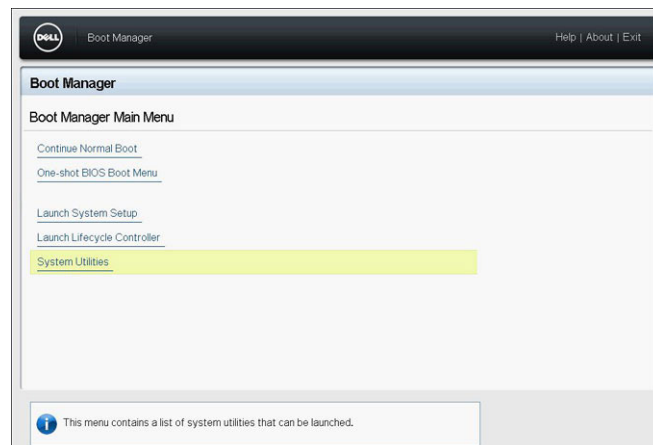 DELL
Boot Manager
Help | About | Exit
Boot Manager
Boot Manager Main Menu
Continue Normal Boot
One-shot BIOS Boot Menu
Launch System Setup
Launch Lifecycle Controller
System Utilities
This menu contains a list of system utilities that can be launched.